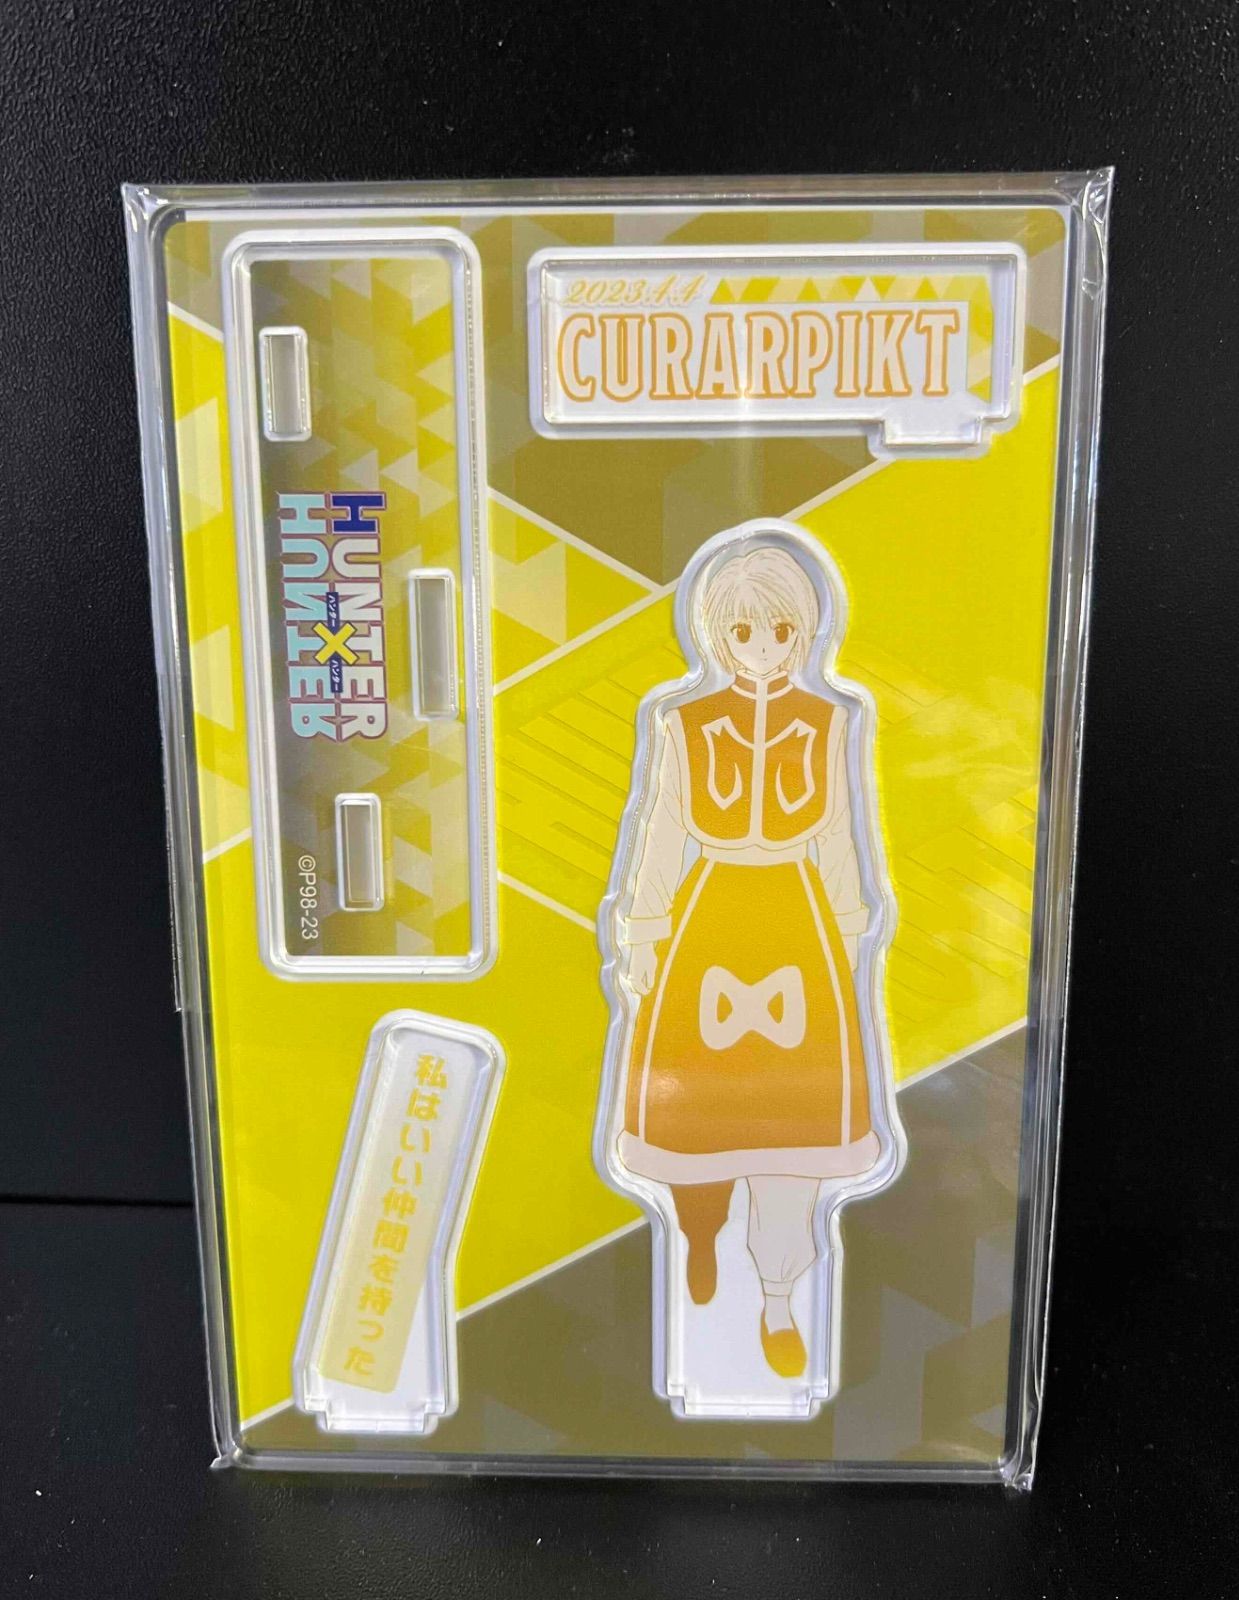 2023.4.4
CURARPIKT
HUNTER
×
HUNTER
ハンター
ハンター
©P98-23
私はいい仲間を持った